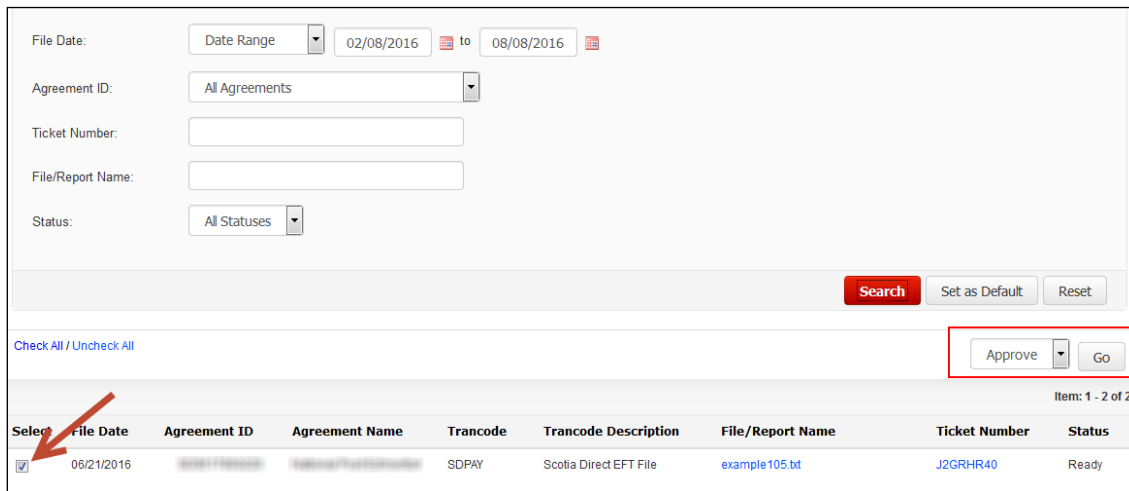 File Date: Date Range 02/08/2016 to 08/08/2016
Agreement ID: All Agreements
Ticket Number:
File/Report Name:
Status: All Statuses
Search Set as Default Reset
Check All / Uncheck All Approve Go
Item: 1 - 2 of 2
Select File Date Agreement ID Agreement Name Trancode Trancode Description File/Report Name Ticket Number Status
06/21/2016 SDPAY Scotia Direct EFT File example105.txt J2GRHR40 Ready